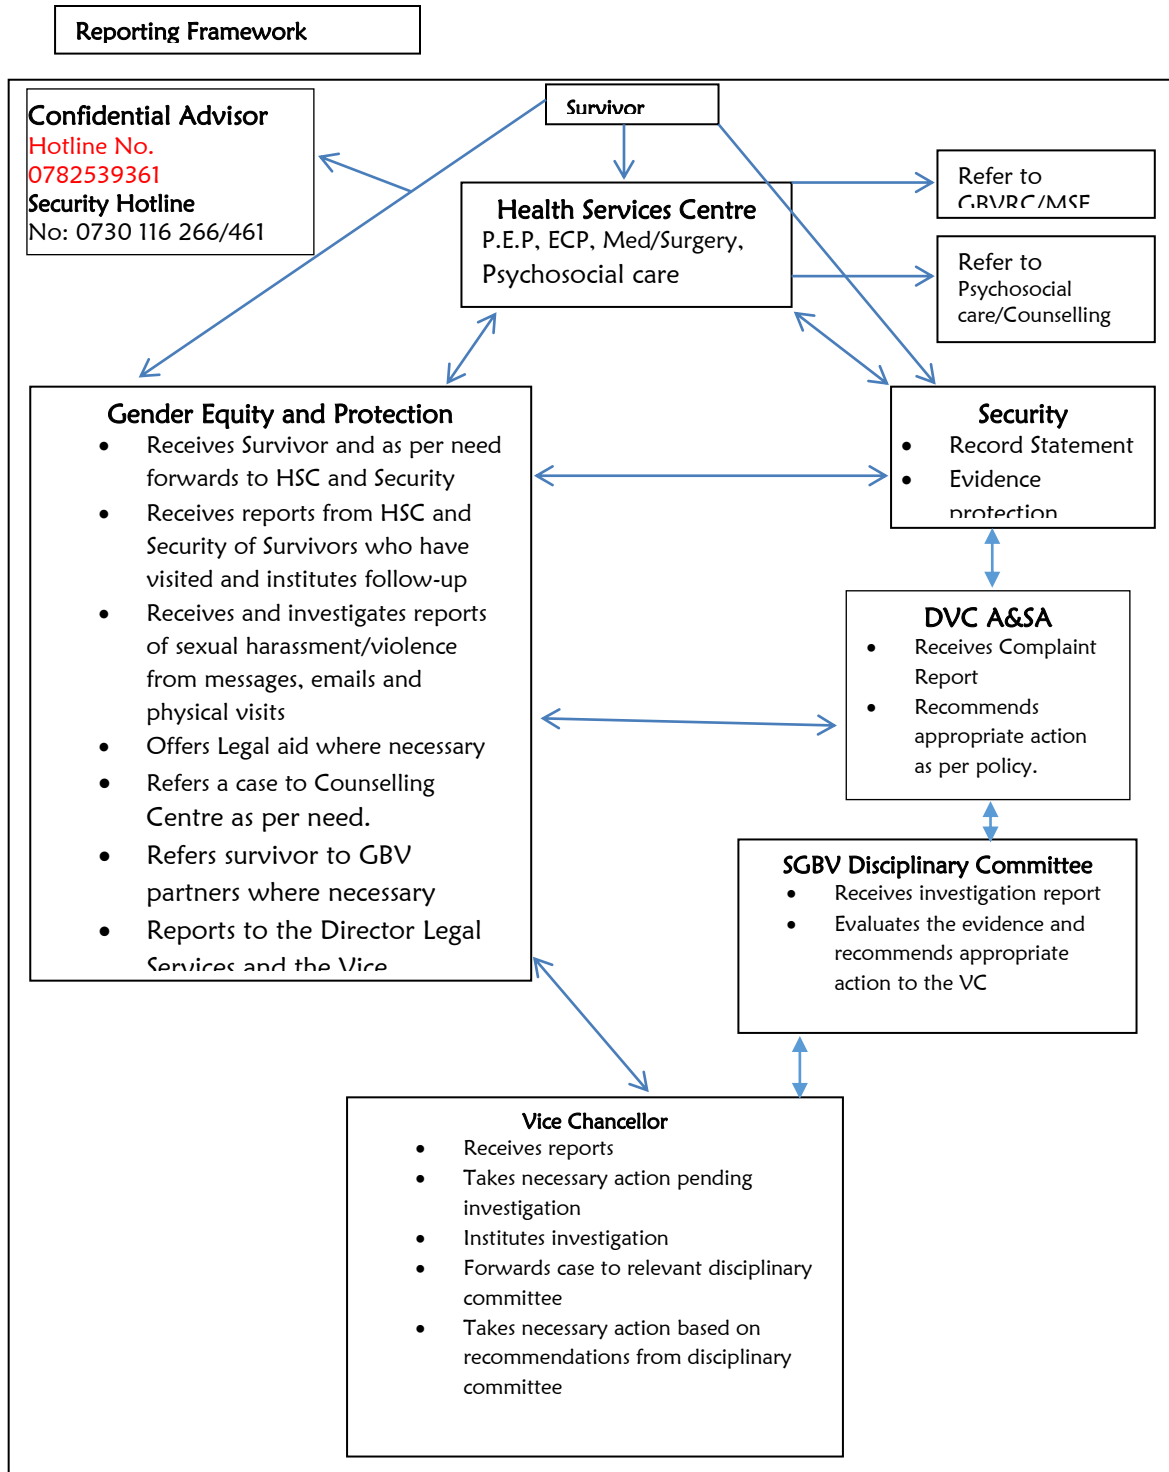 Reporting Framework
Survivor
Confidential Advisor
Hotline No.
0782539361
Security Hotline
No: 0730 116 266/461
Health Services Centre
P.E.P, ECP, Med/Surgery,
Psychosocial care
Refer to
GBVRC/MSF
Refer to
Psychosocial
care/Counselling
Gender Equity and Protection
• Receives Survivor and as per need
forwards to HSC and Security
• Receives reports from HSC and
Security of Survivors who have
visited and institutes follow-up
• Receives and investigates reports
of sexual harassment/violence
from messages, emails and
physical visits
• Offers Legal aid where necessary
• Refers a case to Counselling
Centre as per need.
• Refers survivor to GBV
partners where necessary
• Reports to the Director Legal
Services and the Vice
Security
• Record Statement
• Evidence
protection
DVC A&SA
• Receives Complaint
Report
• Recommends
appropriate action
as per policy.
SGBV Disciplinary Committee
• Receives investigation report
• Evaluates the evidence and
recommends appropriate
action to the VC
Vice Chancellor
• Receives reports
• Takes necessary action pending
investigation
• Institutes investigation
• Forwards case to relevant disciplinary
committee
• Takes necessary action based on
recommendations from disciplinary
committee